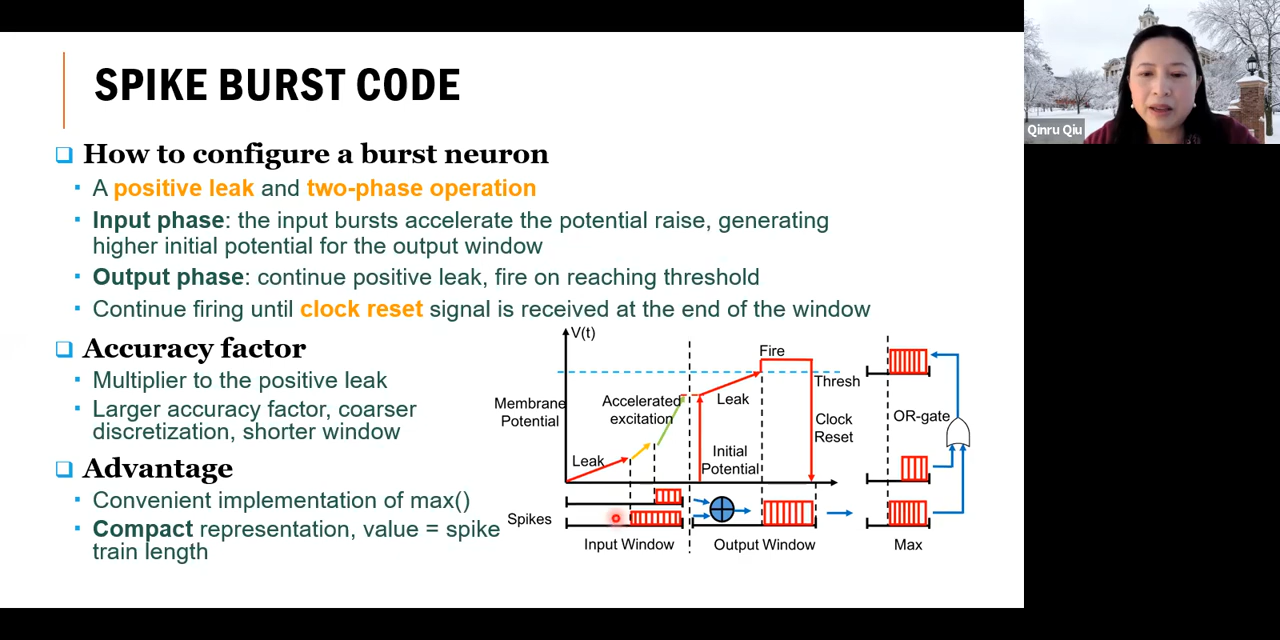 SPIKE BURST CODE
How to configure a burst neuron
A positive leak and two-phase operation
Input phase: the input bursts accelerate the potential raise, generating
higher initial potential for the output window
Output phase: continue positive leak, fire on reaching threshold
Continue firing until clock reset signal is received at the end of the window
Accuracy factor
Multiplier to the positive leak
Larger accuracy factor, coarser
discretization, shorter window
Advantage
Convenient implementation of max()
Compact representation, value = spike
train length
V(t)
Membrane
Potential
Leak
Accelerated
excitation
Fire
Leak
Thresh
Initial
Potential
Clock
Reset
Spikes
Input Window
Output Window
OR-gate
Max
Qinru Qiu